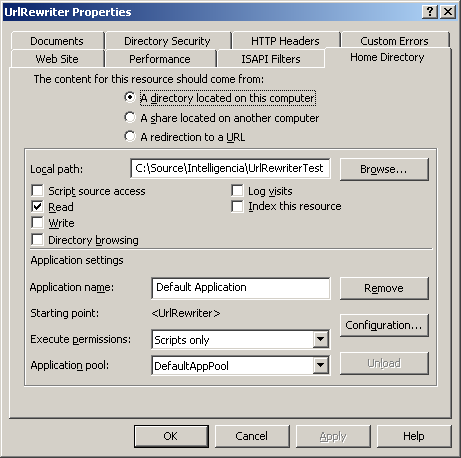 UrlRewriter Properties
Documents
Directory Security
HTTP Headers
Custom Errors
Web Site
Performance
ISAPI Filters
Home Directory
The content for this resource should come from:
A directory located on this computer
A share located on another computer
A redirection to a URL
Local path:
C:\Source\Intelligencia\UrlRewriterTest
Browse...
Script source access
Log visits
Read
Index this resource
Write
Directory browsing
Application settings
Application name:
Default Application
Remove
Starting point:
<UrlRewriter>
Configuration...
Execute permissions:
Scripts only
Application pool:
DefaultAppPool
Unload
OK
Cancel
Apply
Help